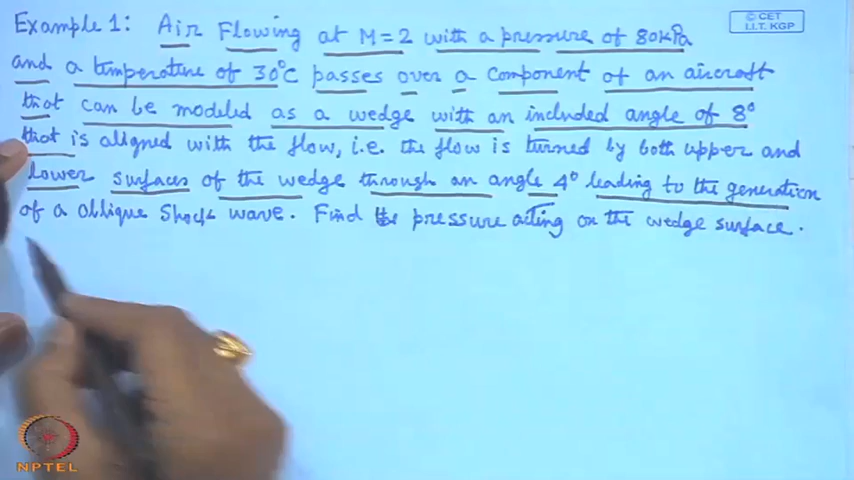 Example 1: Air Flowing at M=2 with a pressure of 80kPa
and a temperature of 30°C passes over a component of an aircraft
that can be modeled as a wedge with an included angle of 8°
that is aligned with the flow, i.e. the flow is turned by both upper and
lower surfaces of the wedge through an angle 4° leading to the generation
of a oblique shock wave. Find the pressure acting on the wedge surface.
© CET
I.I.T. KGP
NPTEL